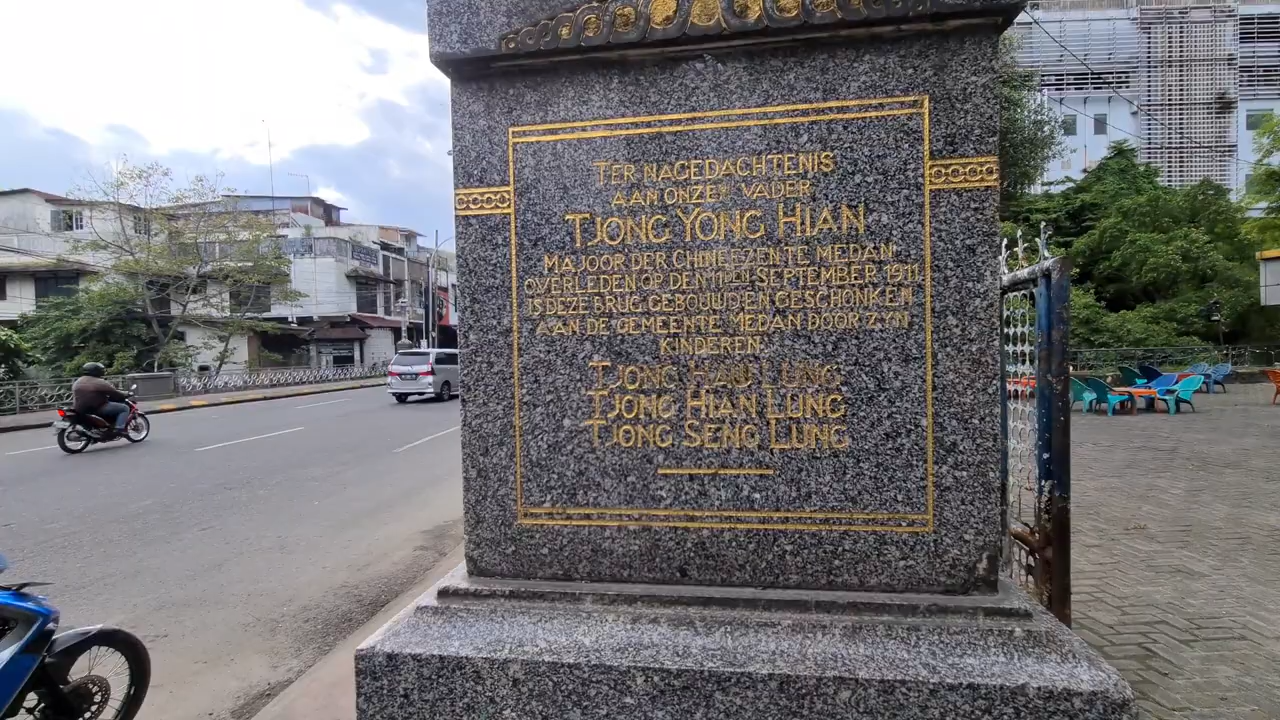 TER NAGEDACHTENIS
AAN ONZEN VADER
TJONG YONG HIAN
MAJOOR DER CHINEEZEN TE MEDAN
OVERLEDEN OP DEN 11DEN SEPTEMBER 1911
IS DEZE BRUG GEBOUWD EN GESCHONKEN
AAN DE GEMEENTE MEDAN DOOR ZYN
KINDEREN
TJONG HAU LUNG
TJONG HIAN LUNG
TJONG SENG LUNG